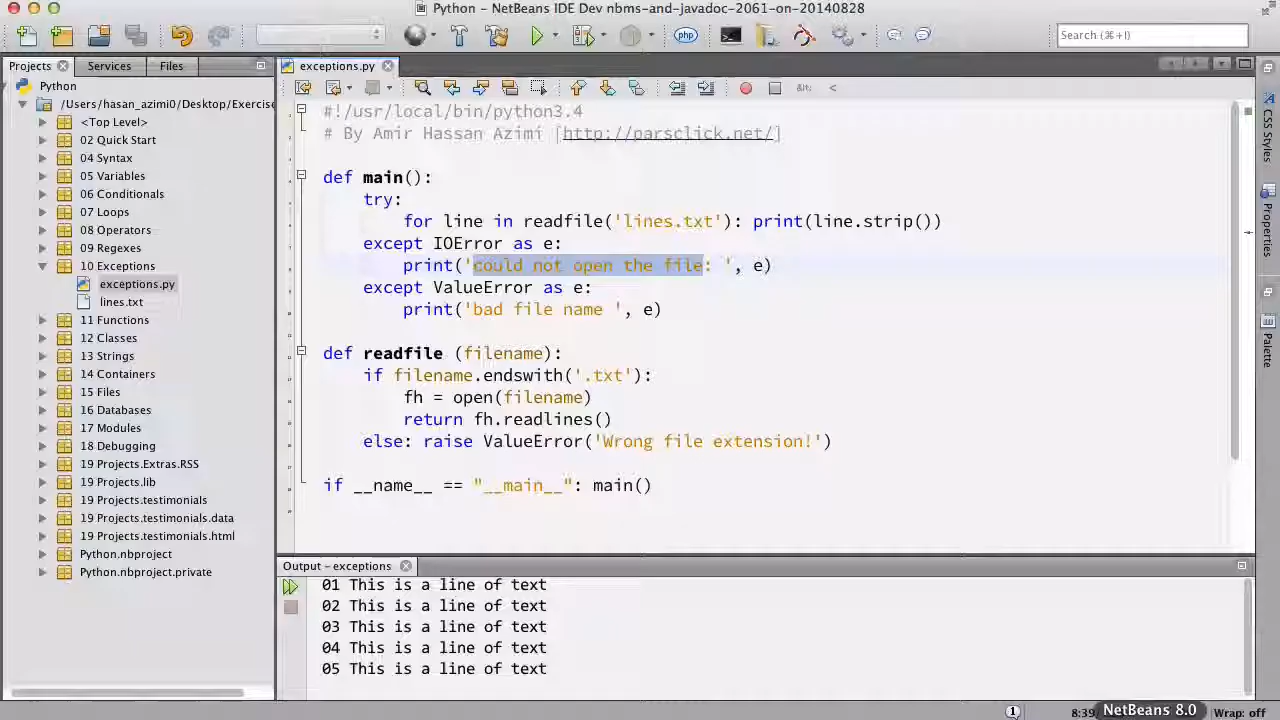 Python - NetBeans IDE Dev nbms-and-javadoc-2061-on-20140828
php
Search (⌘+I)
Projects
Services
Files
exceptions.py
Python
/Users/hasan_azimi0/Desktop/Exercise
<Top Level>
02 Quick Start
04 Syntax
05 Variables
06 Conditionals
07 Loops
08 Operators
09 Regexes
10 Exceptions
exceptions.py
lines.txt
11 Functions
12 Classes
13 Strings
14 Containers
15 Files
16 Databases
17 Modules
18 Debugging
19 Projects.Extras.RSS
19 Projects.lib
19 Projects.testimonials
19 Projects.testimonials.data
19 Projects.testimonials.html
Python.nbproject
Python.nbproject.private
#!/usr/local/bin/python3.4
# By Amir Hassan Azimi [http://parsclick.net/]
def main():
try:
for line in readfile('lines.txt'): print(line.strip())
except IOError as e:
print('could not open the file: ', e)
except ValueError as e:
print('bad file name ', e)
def readfile (filename):
if filename.endswith('.txt'):
fh = open(filename)
return fh.readlines()
else: raise ValueError('Wrong file extension!')
if __name__ == "__main__": main()
CSS Styles
Properties
Palette
Output - exceptions
01 This is a line of text
02 This is a line of text
03 This is a line of text
04 This is a line of text
05 This is a line of text
1
8:39/
NetBeans 8.0
Wrap: off